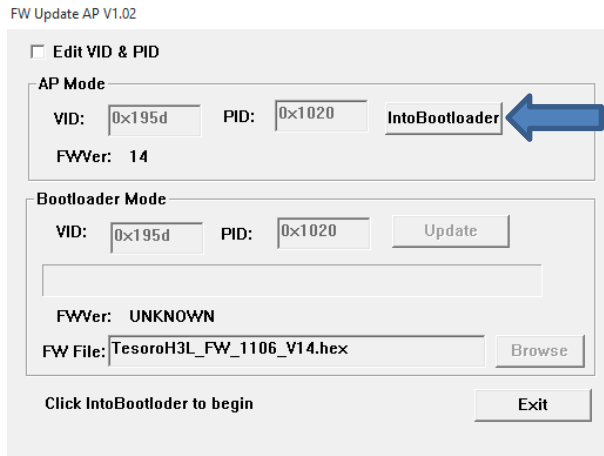 FW Update AP V1.02
Edit VID & PID
AP Mode
VID: 0x195d PID: 0x1020 IntoBootloader
FWVer: 14
Bootloader Mode
VID: 0x195d PID: 0x1020 Update
FWVer: UNKNOWN
FW File: TesoroH3L_FW_1106_V14.hex Browse
Click IntoBootloder to begin Exit